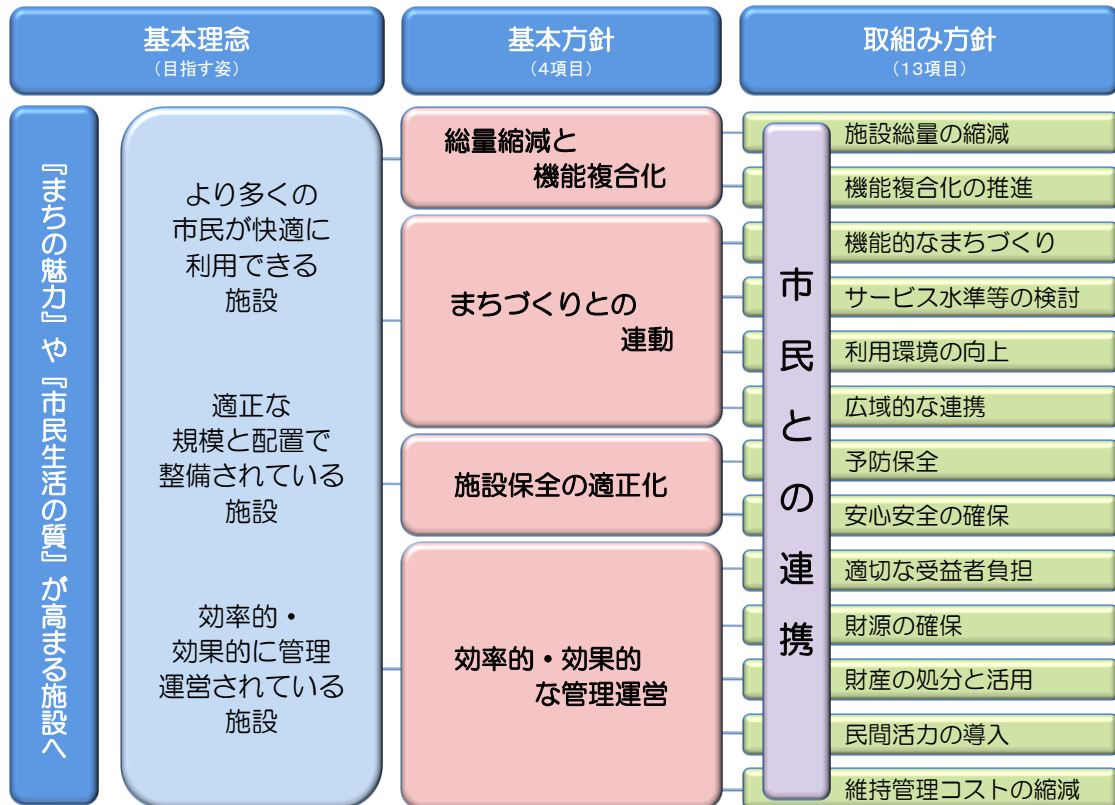 基本理念
（目指す姿）
基本方針
（4項目）
取組み方針
（13項目）
『まちの魅力』や『市民生活の質』が高まる施設へ
より多くの
市民が快適に
利用できる
施設
適正な
規模と配置で
整備されている
施設
効率的・
効果的に管理
運営されている
施設
総量縮減と
機能複合化
まちづくりとの
連動
施設保全の適正化
効率的・効果的
な管理運営
市民との連携
施設総量の縮減
機能複合化の推進
機能的なまちづくり
サービス水準等の検討
利用環境の向上
広域的な連携
予防保全
安心安全の確保
適切な受益者負担
財源の確保
財産の処分と活用
民間活力の導入
維持管理コストの縮減